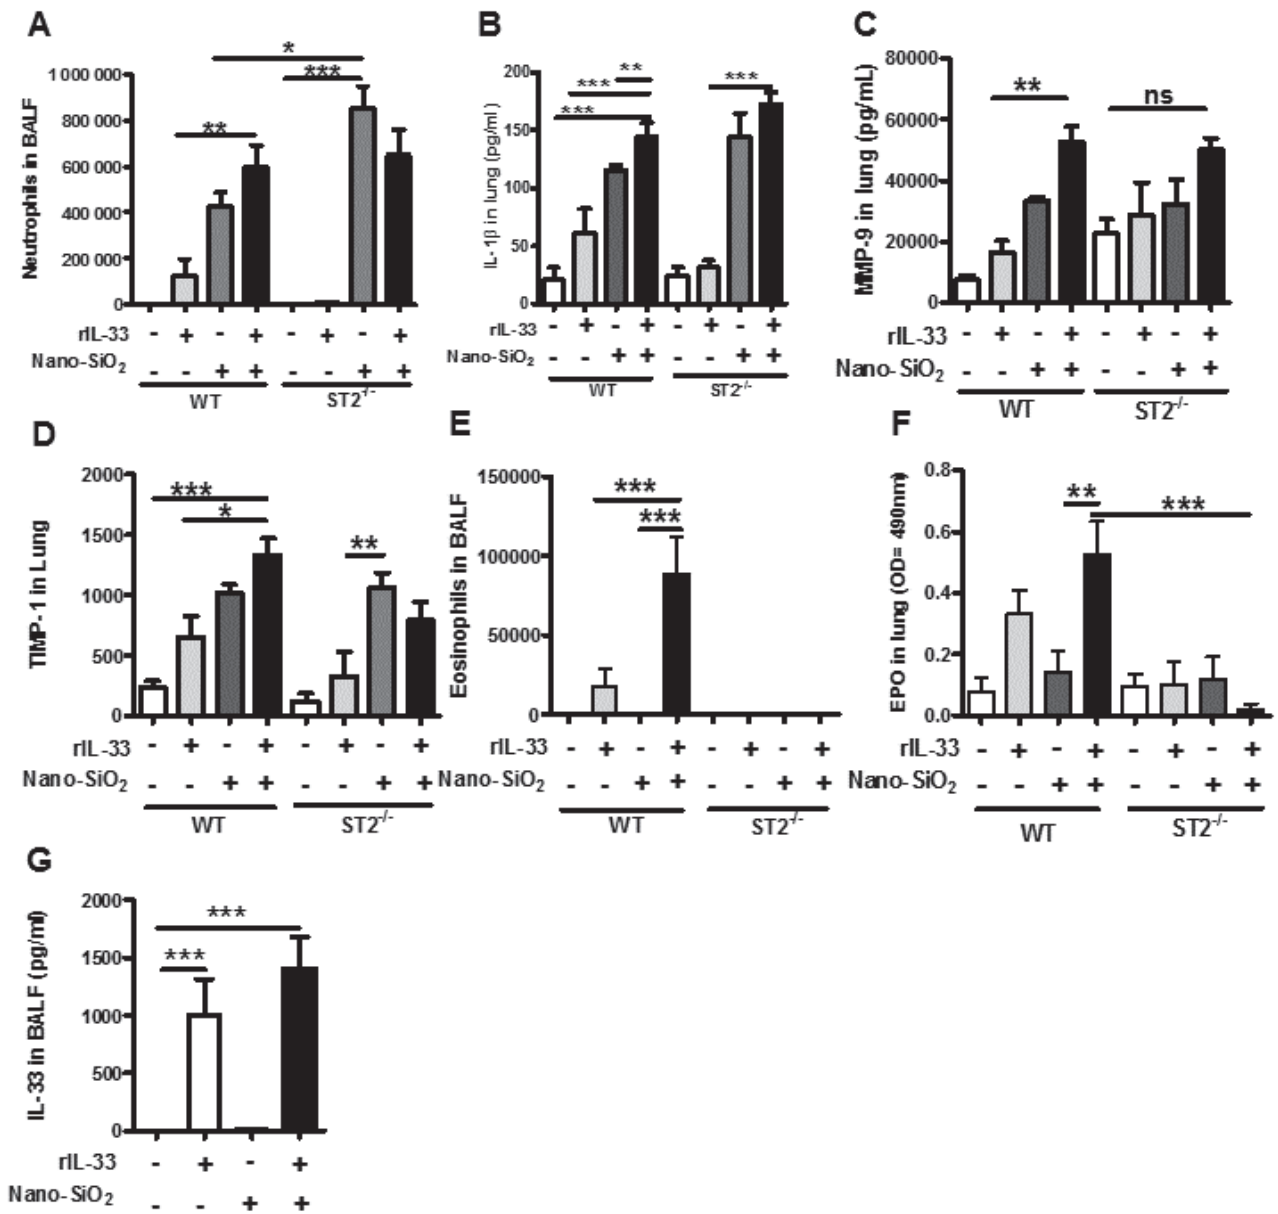 A
Neutrophils in BALF
1 000 000
800 000
600 000
400 000
200 000
0
*
***
**
rIL-33 - + - + - + - +
Nano-SiO2 - - + + - - + +
WT ST2-/-
B
IL-1β in lung (pg/ml)
200
150
100
50
0
**
***
***
***
rIL-33 - + - + - + - +
Nano-SiO2 - - + + - - + +
WT ST2-/-
C
MMP-9 in lung (pg/mL)
80000
60000
40000
20000
0
**
ns
rIL-33 - + - + - + - +
Nano-SiO2 - - + + - - + +
WT ST2-/-
D
TIMP-1 in Lung
2000
1500
1000
500
0
***
*
**
rIL-33 - + - + - + - +
Nano-SiO2 - - + + - - + +
WT ST2-/-
E
Eosinophils in BALF
150000
100000
50000
0
***
***
rIL-33 - + - + - + - +
Nano-SiO2 - - + + - - + +
WT ST2-/-
F
EPO in lung (OD= 490nm)
0.8
0.6
0.4
0.2
0.0
**
***
rIL-33 - + - + - + - +
Nano-SiO2 - - + + - - + +
WT ST2-/-
G
IL-33 in BALF (pg/ml)
2000
1500
1000
500
0
***
***
rIL-33 - + - +
Nano-SiO2 - - + +